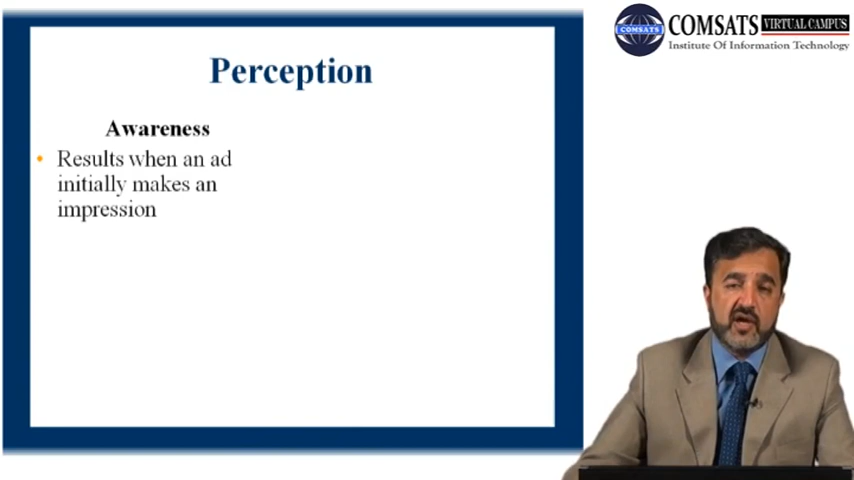 COMSATS VIRTUAL CAMPUS
Institute Of Information Technology
COMSATS
Perception
Awareness
• Results when an ad
initially makes an
impression